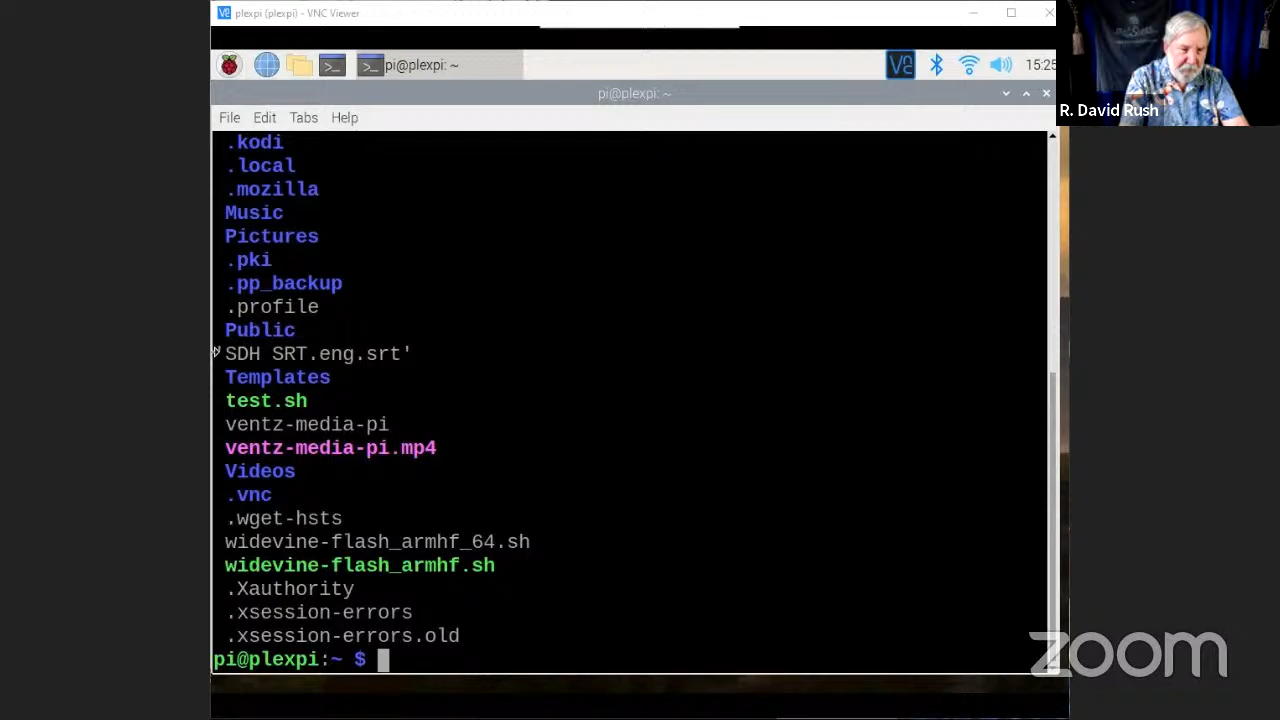 VS plexpi (plexpi) - VNC Viewer
>_ >_ pi@plexpi: ~ VS 15:25
pi@plexpi: ~
R. David Rush
File Edit Tabs Help
.kodi
.local
.mozilla
Music
Pictures
.pki
.pp_backup
.profile
Public
SDH SRT.eng.srt'
Templates
test.sh
ventz-media-pi
ventz-media-pi.mp4
Videos
.vnc
.wget-hsts
widevine-flash_armhf_64.sh
widevine-flash_armhf.sh
.Xauthority
.xsession-errors
.xsession-errors.old
pi@plexpi:~ $
zoom